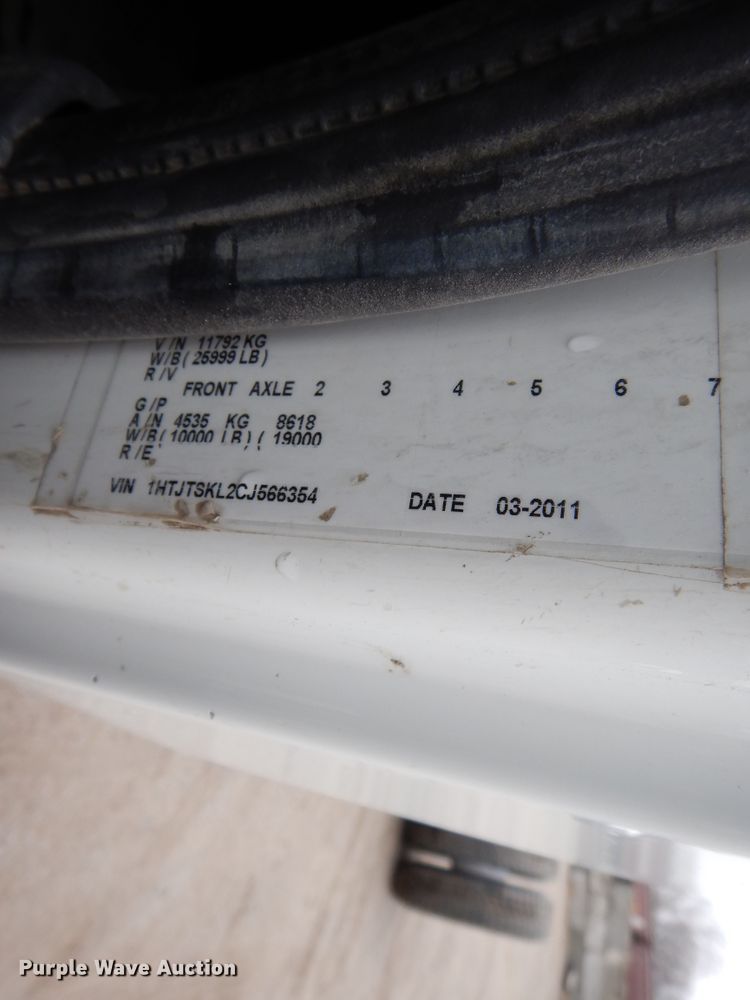 V/N 11792 KG
W/B ( 25999 LB )
R/V
FRONT AXLE 2 3 4 5 6 7
G/P
A/N 4535 KG 8618
W/B ( 10000 LB ) ( 19000
R/E
VIN 1HTJTSKL2CJ566354 DATE 03-2011
Purple Wave Auction